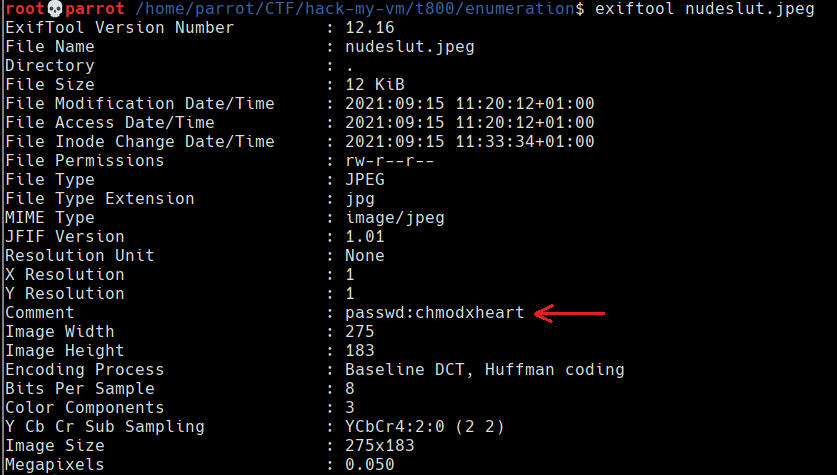 root💀parrot /home/parrot/CTF/hack-my-vm/t800/enumeration$ exiftool nudeslut.jpeg
ExifTool Version Number : 12.16
File Name : nudeslut.jpeg
Directory : .
File Size : 12 KiB
File Modification Date/Time : 2021:09:15 11:20:12+01:00
File Access Date/Time : 2021:09:15 11:20:12+01:00
File Inode Change Date/Time : 2021:09:15 11:33:34+01:00
File Permissions : rw-r--r--
File Type : JPEG
File Type Extension : jpg
MIME Type : image/jpeg
JFIF Version : 1.01
Resolution Unit : None
X Resolution : 1
Y Resolution : 1
Comment : passwd:chmodxheart
Image Width : 275
Image Height : 183
Encoding Process : Baseline DCT, Huffman coding
Bits Per Sample : 8
Color Components : 3
Y Cb Cr Sub Sampling : YCbCr4:2:0 (2 2)
Image Size : 275x183
Megapixels : 0.050